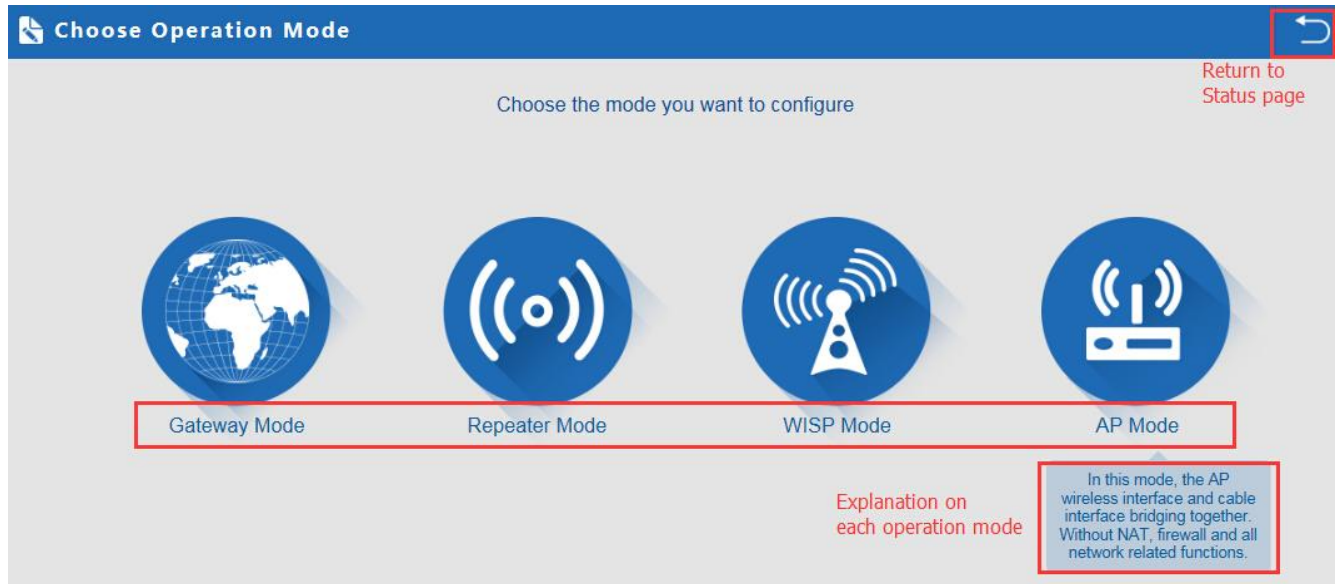 Choose Operation Mode
Return to
Status page
Choose the mode you want to configure
Gateway Mode
Repeater Mode
WISP Mode
AP Mode
Explanation on
each operation mode
In this mode, the AP
wireless interface and cable
interface bridging together.
Without NAT, firewall and all
network related functions.